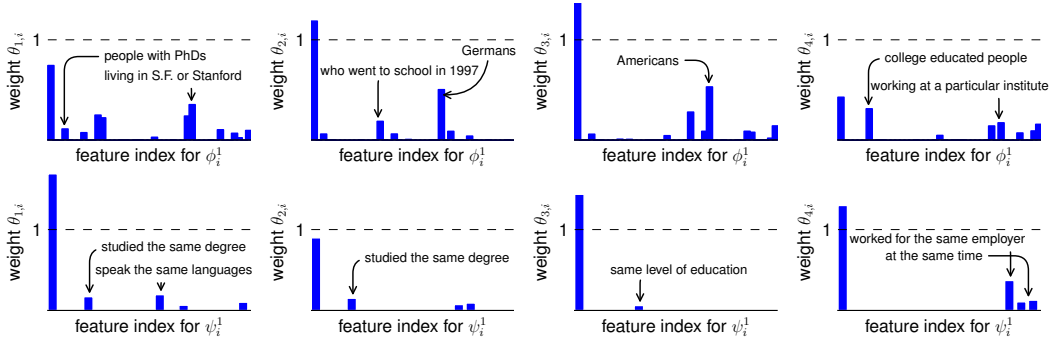 weight θ1,i
1
people with PhDs
living in S.F. or Stanford
feature index for ϕ¹ᵢ
weight θ2,i
1
Germans
who went to school in 1997
feature index for ϕ¹ᵢ
weight θ3,i
1
Americans
feature index for ϕ¹ᵢ
weight θ4,i
1
college educated people
working at a particular institute
feature index for ϕ¹ᵢ
weight θ1,i
1
studied the same degree
speak the same languages
feature index for ψ¹ᵢ
weight θ2,i
1
studied the same degree
feature index for ψ¹ᵢ
weight θ3,i
1
same level of education
feature index for ψ¹ᵢ
weight θ4,i
1
worked for the same employer
at the same time
feature index for ψ¹ᵢ